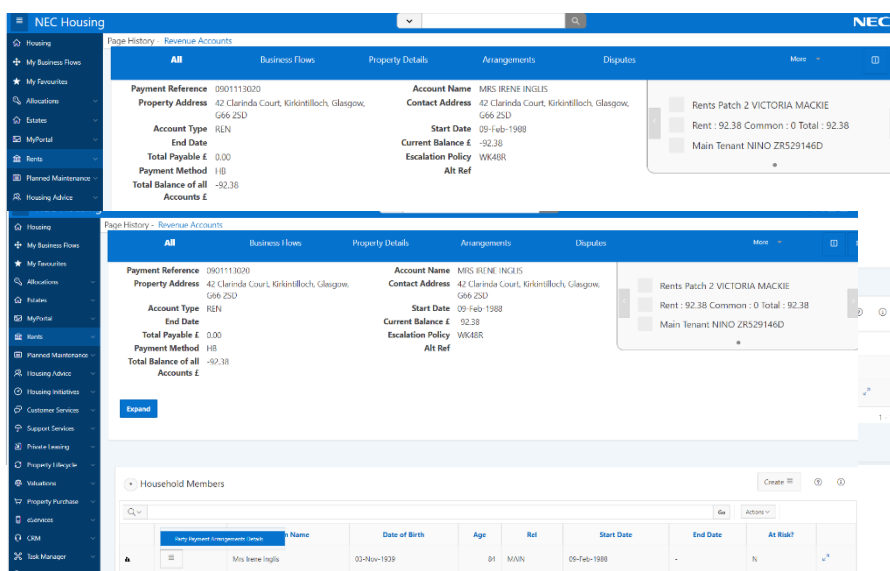 NEC Housing
NEC
Housing
Page History - Revenue Accounts
My Business Flows
All Business Flows Property Details Arrangements Disputes More
My Favourites
Allocations
Estates
MyPortal
Rents
Planned Maintenance
Housing Advice
Payment Reference 0901113020 Account Name MRS IRENE INGLIS
Property Address 42 Clarinda Court, Kirkintilloch, Glasgow, Contact Address 42 Clarinda Court, Kirkintilloch, Glasgow,
G66 2SD G66 2SD
Account Type REN Start Date 09-Feb-1988
End Date Current Balance £ -92.38
Total Payable £ 0.00 Escalation Policy WK48R
Payment Method HB Alt Ref
Total Balance of all -92.38
Accounts £
Rents Patch 2 VICTORIA MACKIE
Rent : 92.38 Common : 0 Total : 92.38
Main Tenant NINO ZR529146D
Housing
My Business Flows
My Favourites
Allocations
Estates
MyPortal
Rents
Planned Maintenance
Housing Advice
Housing Initiatives
Customer Services
Support Services
Private Leasing
Property Lifecycle
Valuations
Property Purchase
eServices
CRM
Task Manager
Page History - Revenue Accounts
All Business Flows Property Details Arrangements Disputes More
Payment Reference 0901113020 Account Name MRS IRENE INGLIS
Property Address 42 Clarinda Court, Kirkintilloch, Glasgow, Contact Address 42 Clarinda Court, Kirkintilloch, Glasgow,
G66 2SD G66 2SD
Account Type REN Start Date 09-Feb-1988
End Date Current Balance £ 92.38
Total Payable £ 0.00 Escalation Policy WK48R
Payment Method HB Alt Ref
Total Balance of all -92.38
Accounts £
Rents Patch 2 VICTORIA MACKIE
Rent : 92.38 Common : 0 Total : 92.38
Main Tenant NINO ZR529146D
Expand
1 -
Household Members Create
Go Actions
Party Payment Arrangements Details n Name Date of Birth Age Rel Start Date End Date At Risk?
Mrs Irene Inglis 03-Nov-1939 84 MAIN 09-Feb-1988 - N